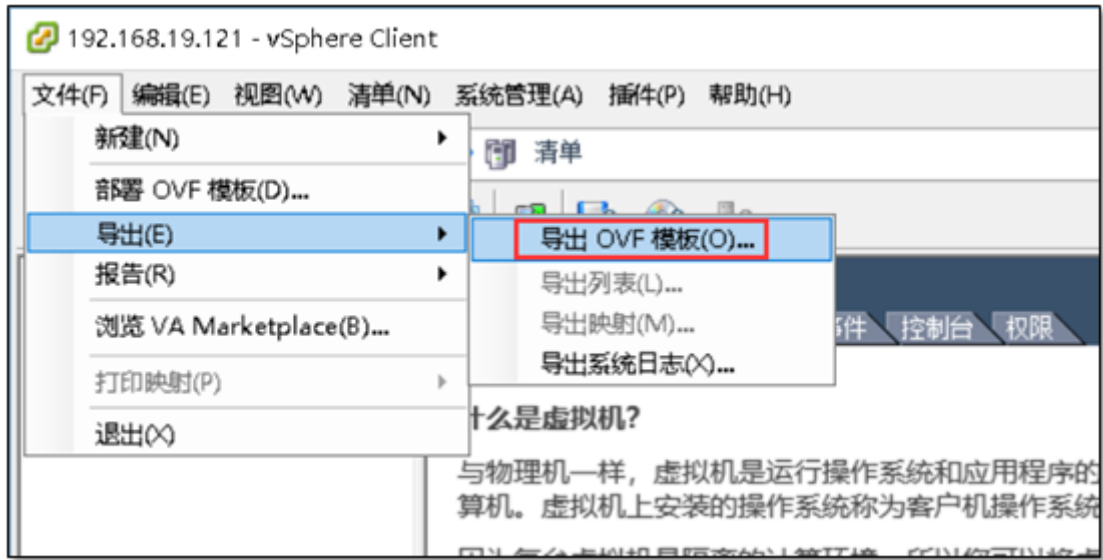 192.168.19.121 - vSphere Client
文件(F) 编辑(E) 视图(W) 清单(N) 系统管理(A) 插件(P) 帮助(H)
新建(N)
清单
部署 OVF 模板(D)...
导出(E)
导出 OVF 模板(O)...
报告(R)
导出列表(L)...
浏览 VA Marketplace(B)...
导出映射(M)...
件 控制台 权限
导出系统日志(X)...
打印映射(P)
退出(X)
什么是虚拟机?
与物理机一样，虚拟机是运行操作系统和应用程序的
算机。虚拟机上安装的操作系统称为客户机操作系统